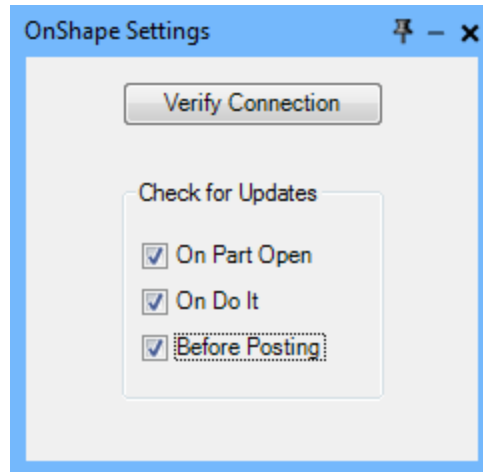 OnShape Settings
Verify Connection
Check for Updates
On Part Open
On Do It
Before Posting